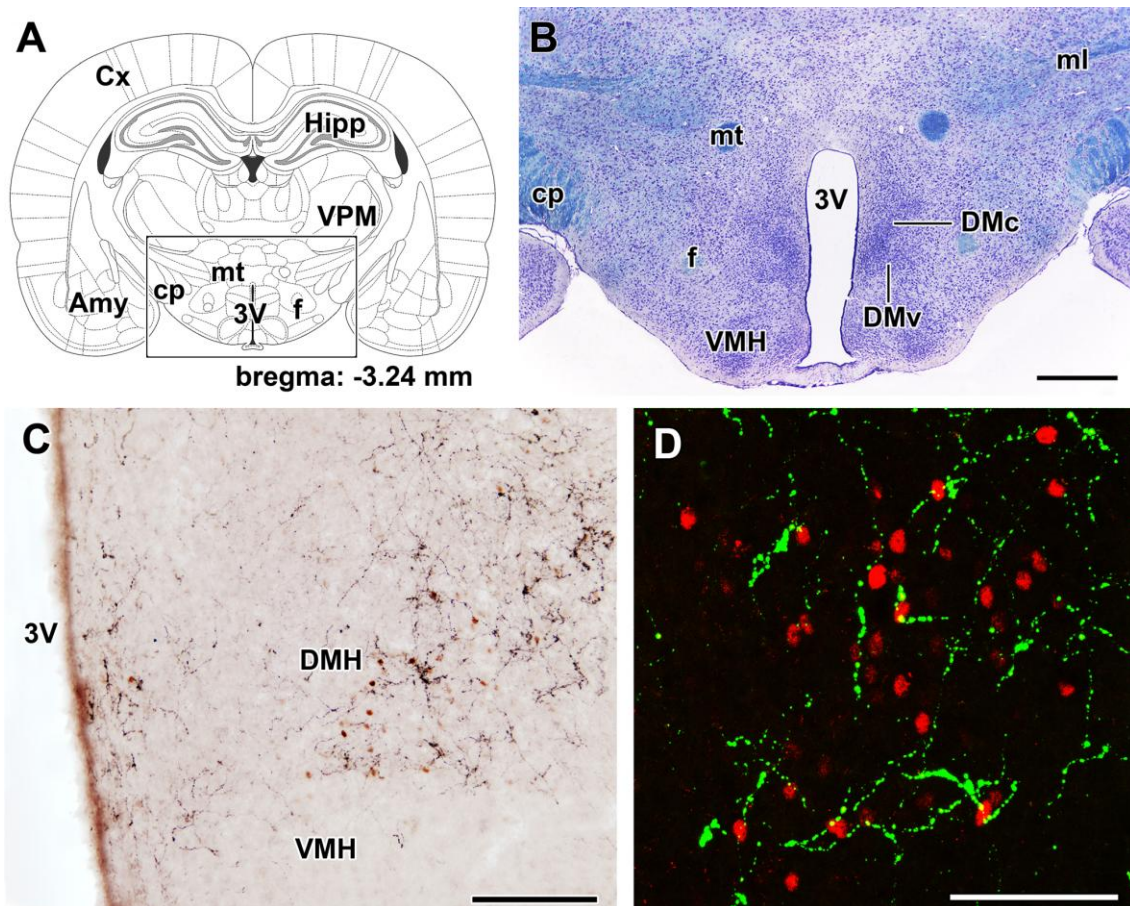 A
Cx
Hipp
VPM
mt
cp
Amy
3V
f
bregma: -3.24 mm
B
ml
mt
cp
3V
DMc
f
DMv
VMH
C
3V
DMH
VMH
D